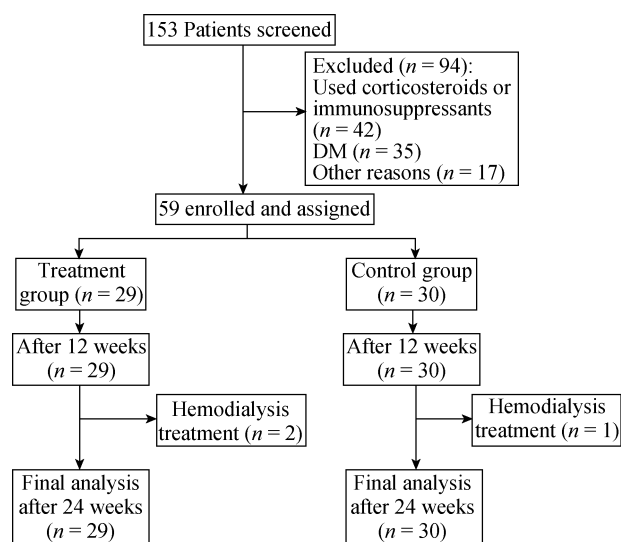 153 Patients screened
Excluded (n = 94):
Used corticosteroids or
immunosuppressants
(n = 42)
DM (n = 35)
Other reasons (n = 17)
59 enrolled and assigned
Treatment
group (n = 29)
Control group
(n = 30)
After 12 weeks
(n = 29)
After 12 weeks
(n = 30)
Hemodialysis
treatment (n = 2)
Hemodialysis
treatment (n = 1)
Final analysis
after 24 weeks
(n = 29)
Final analysis
after 24 weeks
(n = 30)